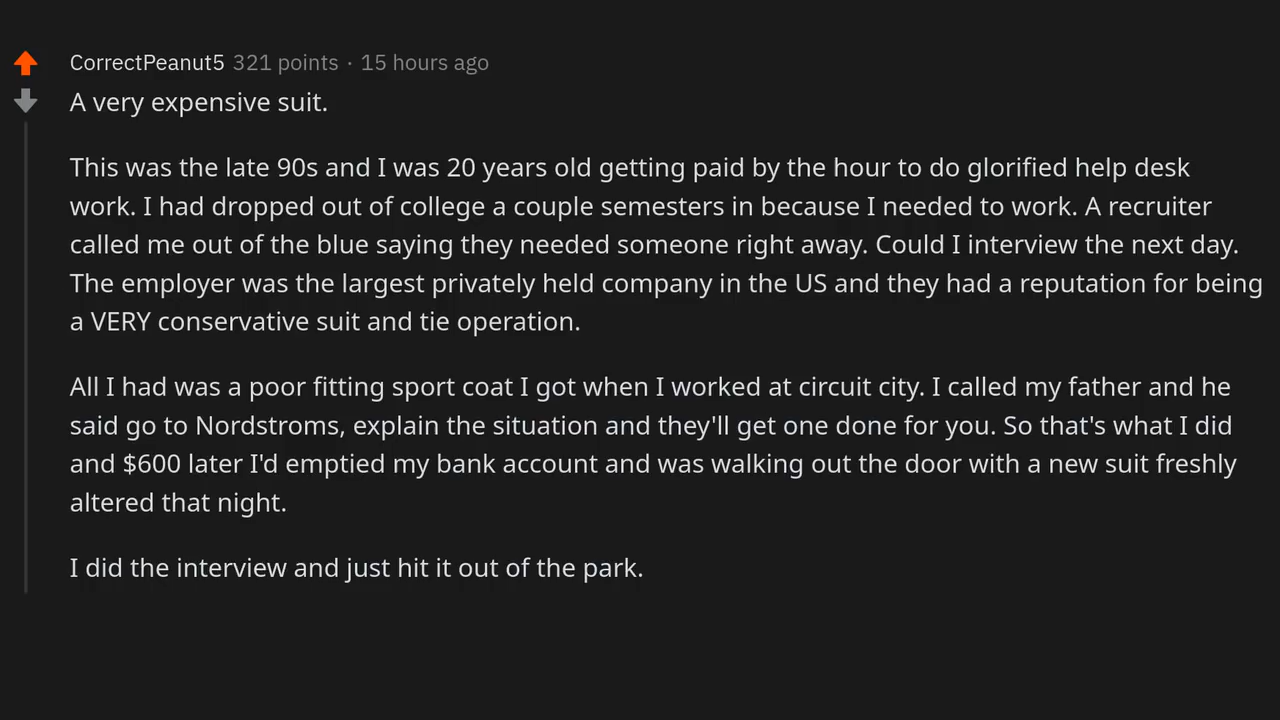 CorrectPeanut5 321 points · 15 hours ago
A very expensive suit.
This was the late 90s and I was 20 years old getting paid by the hour to do glorified help desk
work. I had dropped out of college a couple semesters in because I needed to work. A recruiter
called me out of the blue saying they needed someone right away. Could I interview the next day.
The employer was the largest privately held company in the US and they had a reputation for being
a VERY conservative suit and tie operation.
All I had was a poor fitting sport coat I got when I worked at circuit city. I called my father and he
said go to Nordstroms, explain the situation and they'll get one done for you. So that's what I did
and $600 later I'd emptied my bank account and was walking out the door with a new suit freshly
altered that night.
I did the interview and just hit it out of the park.